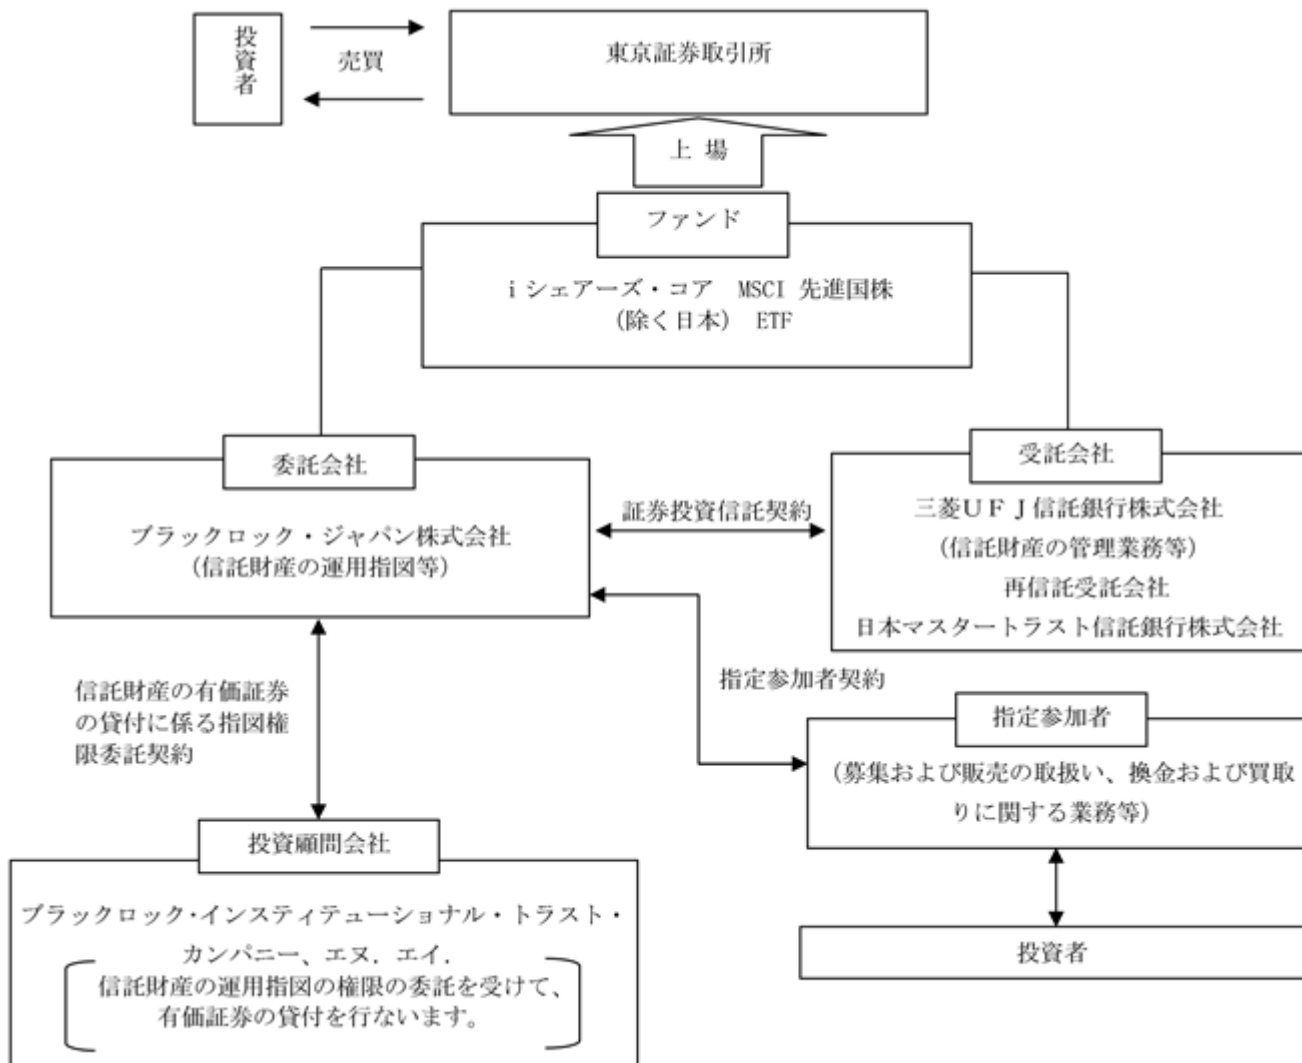 投資者
売買
東京証券取引所
上 場
ファンド
ｉシェアーズ・コア MSCI 先進国株
（除く日本） ETF
委託会社
ブラックロック・ジャパン株式会社
（信託財産の運用指図等）
証券投資信託契約
受託会社
三菱ＵＦＪ信託銀行株式会社
（信託財産の管理業務等）
再信託受託会社
日本マスタートラスト信託銀行株式会社
信託財産の有価証券
の貸付に係る指図権
限委託契約
指定参加者契約
指定参加者
（募集および販売の取扱い、換金および買取
りに関する業務等）
投資顧問会社
ブラックロック・インスティテューショナル・トラスト・
カンパニー、エヌ．エイ．
信託財産の運用指図の権限の委託を受けて、
有価証券の貸付を行ないます。
投資者